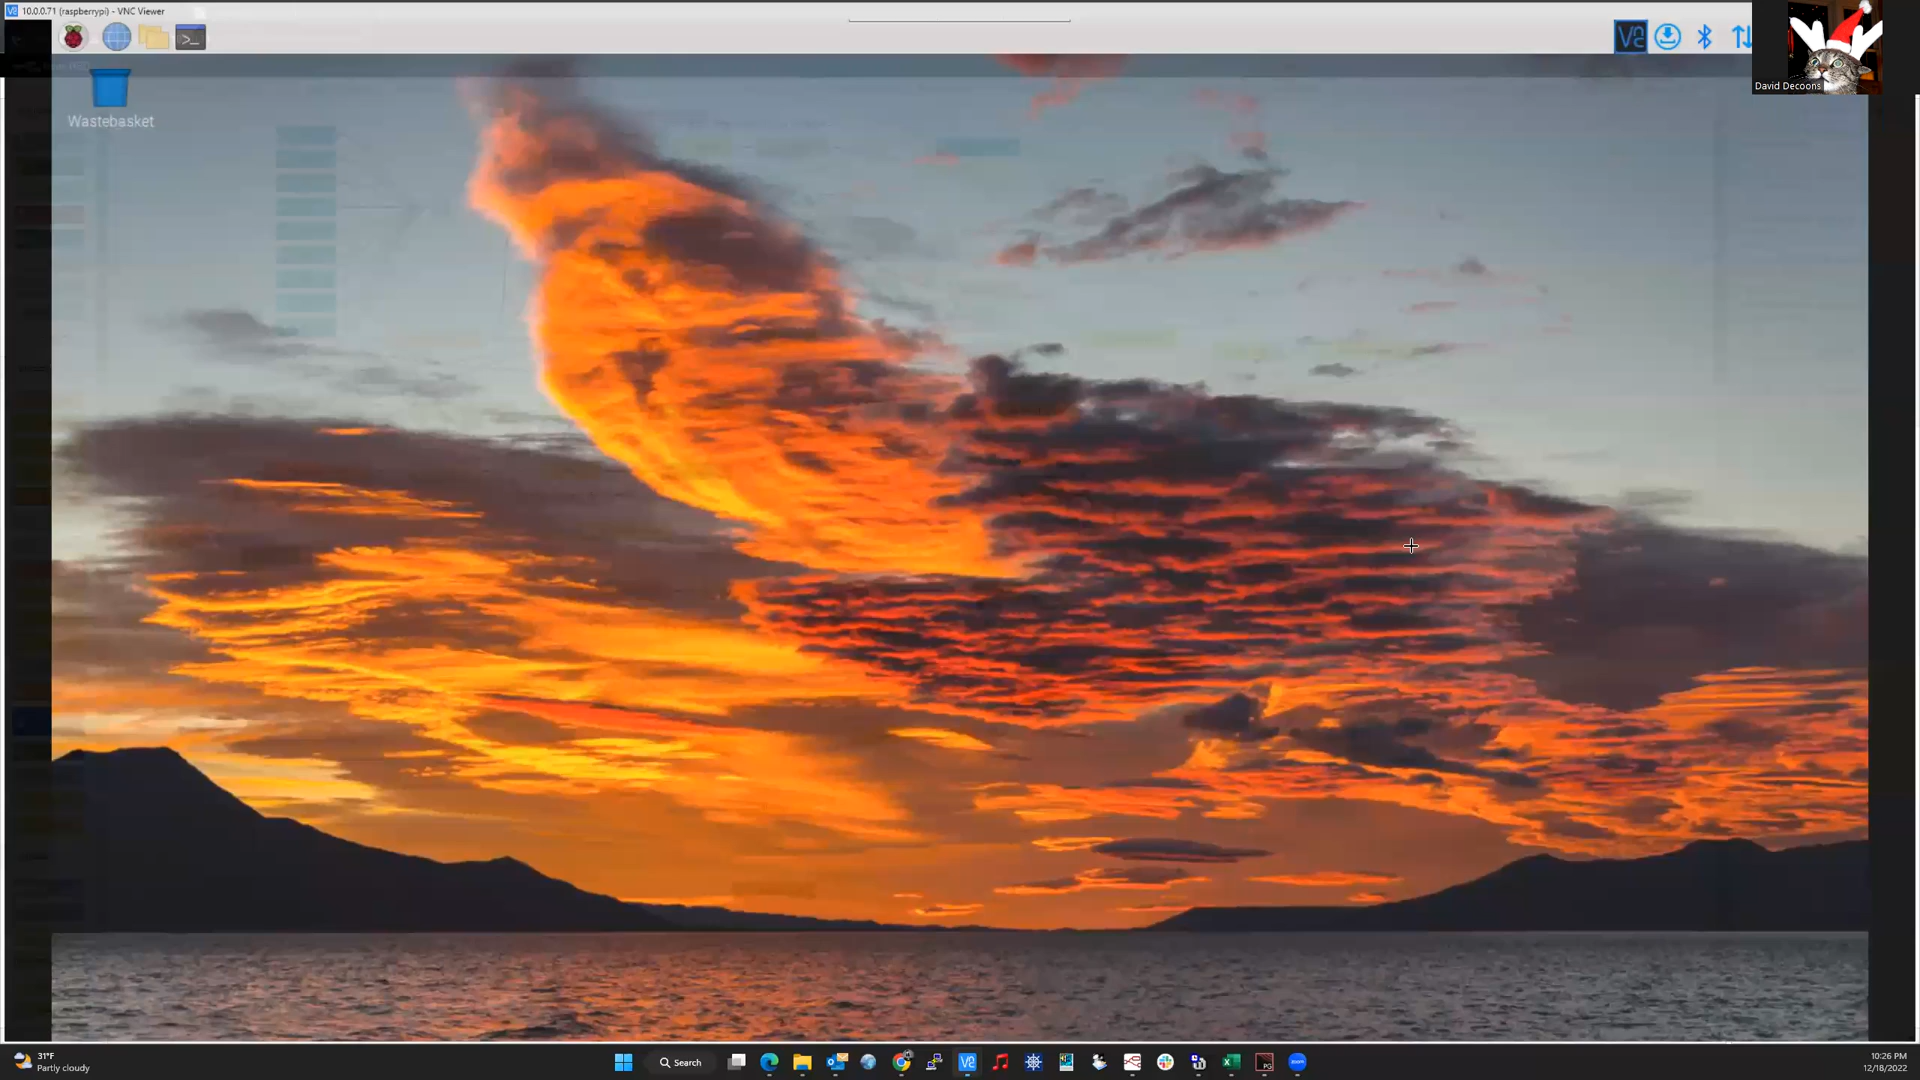 10.0.0.71 (raspberrypi) - VNC Viewer
David Decoons
Wastebasket
31°F
Partly cloudy
Search
10:26 PM
12/18/2022